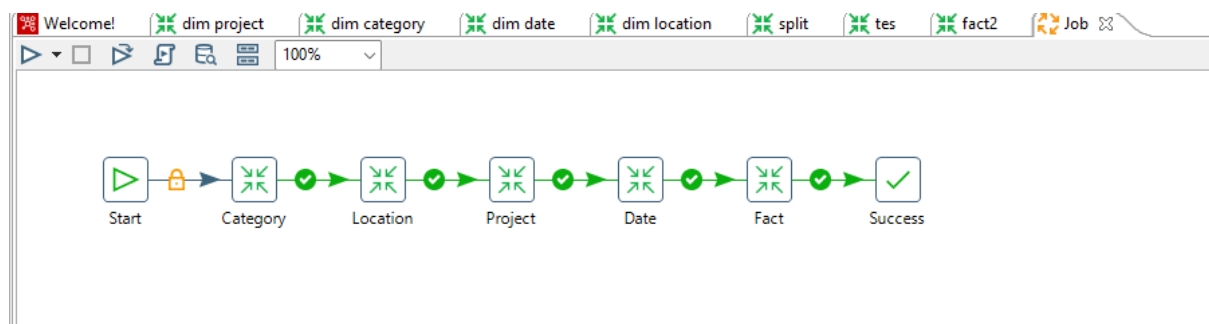 Welcome! dim project dim category dim date dim location split tes fact2 Job
100%
Start Category Location Project Date Fact Success